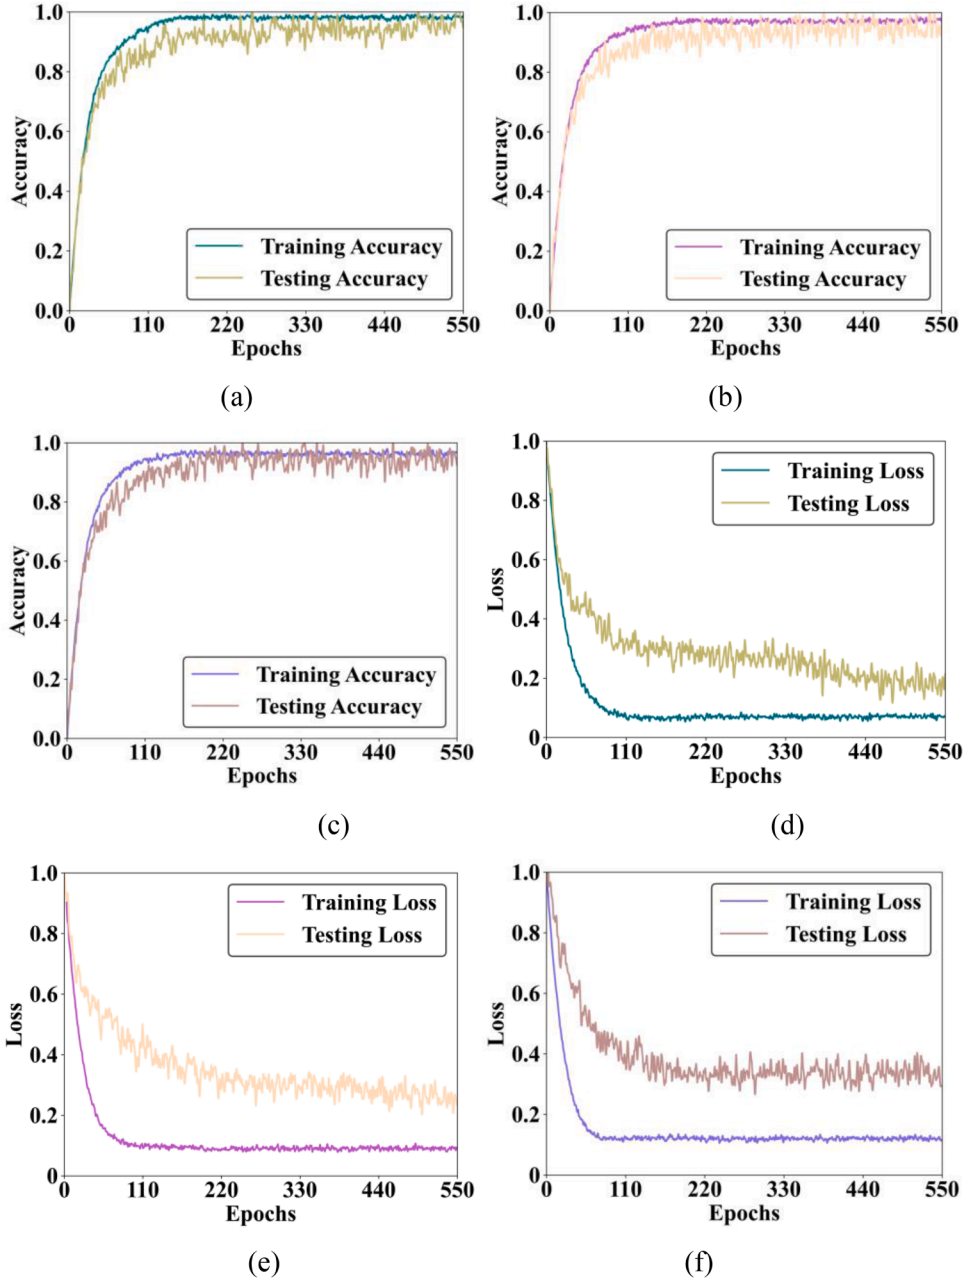 Accuracy
1.0
0.8
0.6
0.4
0.2
0.0
Training Accuracy
Testing Accuracy
0 110 220 330 440 550
Epochs
(a)
Accuracy
1.0
0.8
0.6
0.4
0.2
0.0
Training Accuracy
Testing Accuracy
0 110 220 330 440 550
Epochs
(b)
Accuracy
1.0
0.8
0.6
0.4
0.2
0.0
Training Accuracy
Testing Accuracy
0 110 220 330 440 550
Epochs
(c)
Loss
1.0
0.8
0.6
0.4
0.2
0
Training Loss
Testing Loss
0 110 220 330 440 550
Epochs
(d)
Loss
1.0
0.8
0.6
0.4
0.2
0
Training Loss
Testing Loss
0 110 220 330 440 550
Epochs
(e)
Loss
1.0
0.8
0.6
0.4
0.2
0
Training Loss
Testing Loss
0 110 220 330 440 550
Epochs
(f)